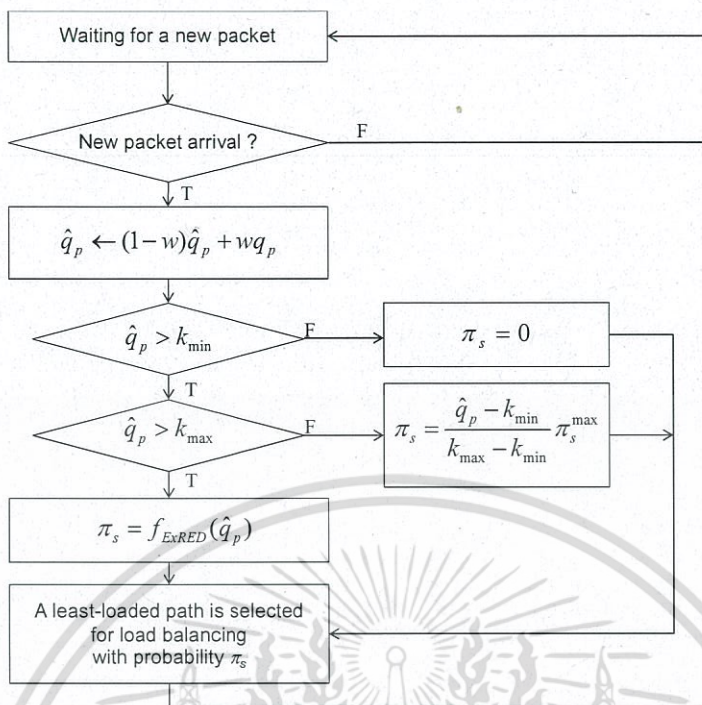 Waiting for a new packet
New packet arrival ?
F
T
q̂_p ← (1−w)q̂_p + wq_p
q̂_p > k_min
F
π_s = 0
T
q̂_p > k_max
F
π_s = (q̂_p − k_min)/(k_max − k_min) π_s^max
T
π_s = f_ExRED(q̂_p)
A least-loaded path is selected
for load balancing
with probability π_s